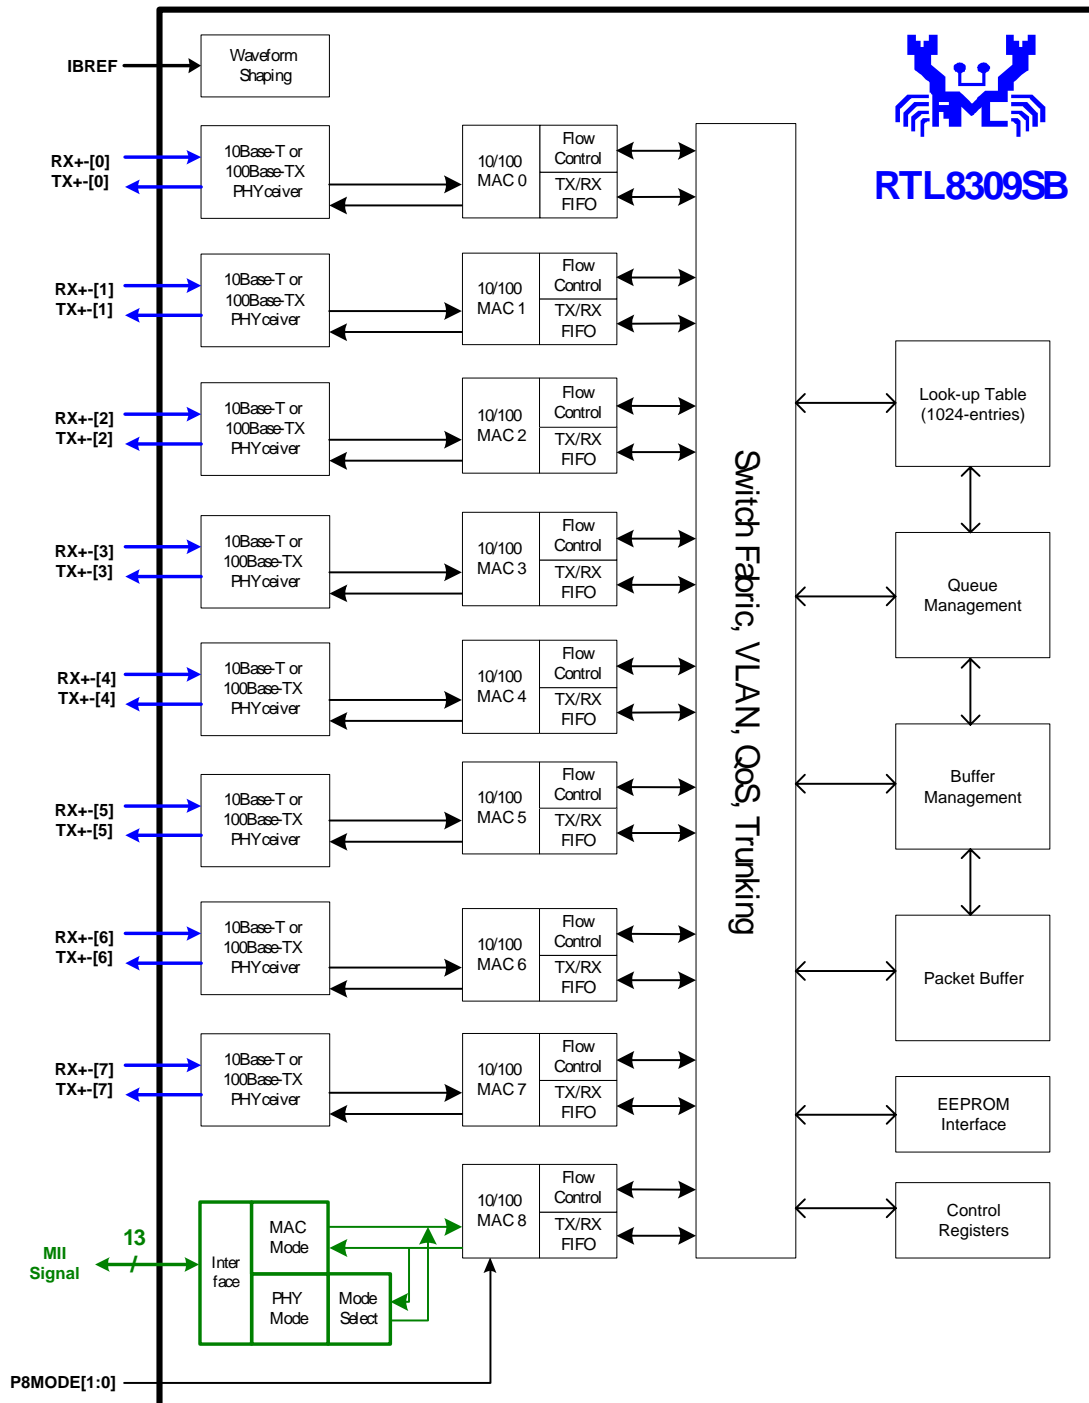 IBREF
Waveform
Shaping
RTL8309SB
RX+-[0]
TX+-[0]
10Base-T or
100Base-TX
PHYceiver
10/100
MAC 0
Flow
Control
TX/RX
FIFO
RX+-[1]
TX+-[1]
10Base-T or
100Base-TX
PHYceiver
10/100
MAC 1
Flow
Control
TX/RX
FIFO
RX+-[2]
TX+-[2]
10Base-T or
100Base-TX
PHYceiver
10/100
MAC 2
Flow
Control
TX/RX
FIFO
RX+-[3]
TX+-[3]
10Base-T or
100Base-TX
PHYceiver
10/100
MAC 3
Flow
Control
TX/RX
FIFO
RX+-[4]
TX+-[4]
10Base-T or
100Base-TX
PHYceiver
10/100
MAC 4
Flow
Control
TX/RX
FIFO
RX+-[5]
TX+-[5]
10Base-T or
100Base-TX
PHYceiver
10/100
MAC 5
Flow
Control
TX/RX
FIFO
RX+-[6]
TX+-[6]
10Base-T or
100Base-TX
PHYceiver
10/100
MAC 6
Flow
Control
TX/RX
FIFO
RX+-[7]
TX+-[7]
10Base-T or
100Base-TX
PHYceiver
10/100
MAC 7
Flow
Control
TX/RX
FIFO
MII
Signal
13
Inter
face
MAC
Mode
PHY
Mode
Mode
Select
10/100
MAC 8
Flow
Control
TX/RX
FIFO
P8MODE[1:0]
Switch Fabric, VLAN, QoS, Trunking
Look-up Table
(1024-entries)
Queue
Management
Buffer
Management
Packet Buffer
EEPROM
Interface
Control
Registers